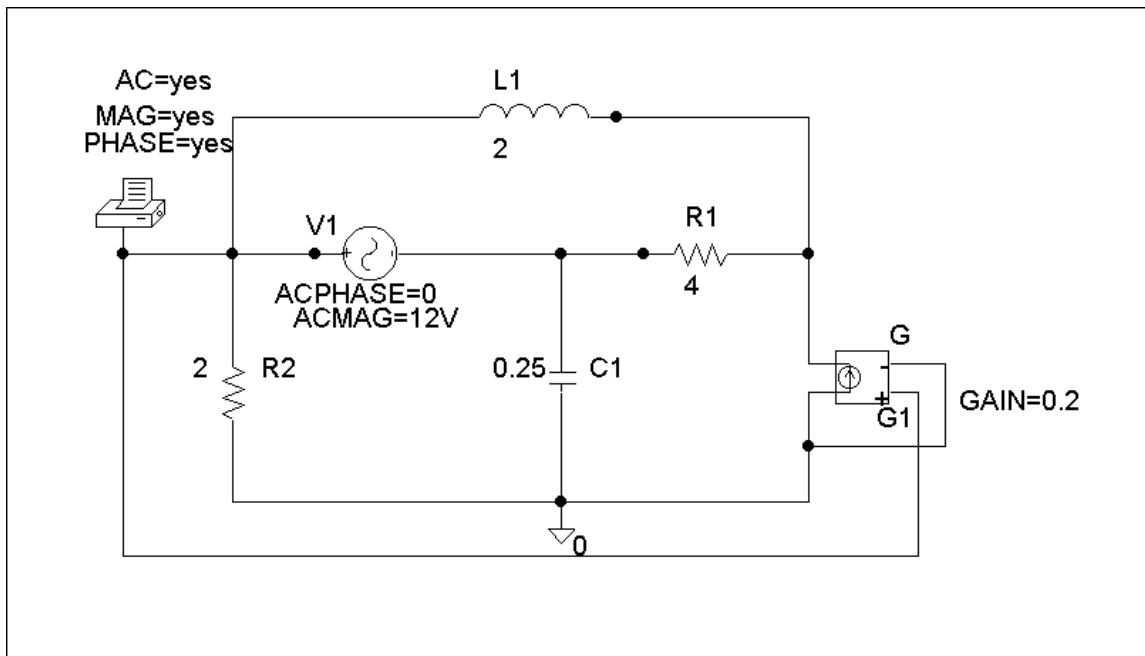 AC=yes
MAG=yes
PHASE=yes
L1
2
V1
+
-
ACPHASE=0
ACMAG=12V
R1
4
2
R2
0.25
C1
G
-
+
G1
GAIN=0.2
0